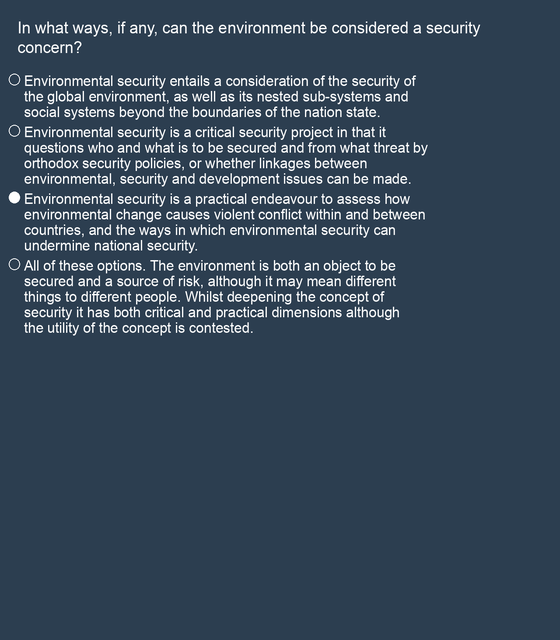 In what ways, if any, can the environment be considered a security
concern?
Environmental security entails a consideration of the security of
the global environment, as well as its nested sub-systems and
social systems beyond the boundaries of the nation state.
Environmental security is a critical security project in that it
questions who and what is to be secured and from what threat by
orthodox security policies, or whether linkages between
environmental, security and development issues can be made.
Environmental security is a practical endeavour to assess how
environmental change causes violent conflict within and between
countries, and the ways in which environmental security can
undermine national security.
All of these options. The environment is both an object to be
secured and a source of risk, although it may mean different
things to different people. Whilst deepening the concept of
security it has both critical and practical dimensions although
the utility of the concept is contested.